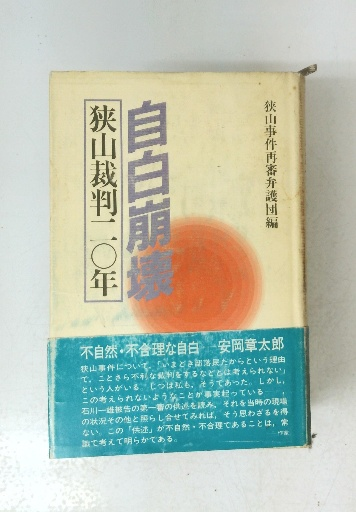 狭山事件再審弁護団編
自白崩壊
狭山裁判二〇年
不自然・不合理な自白 安岡章太郎
狭山事件について、「いまどき部落民だからという理由
で、ことさら不利な裁判をするなどとは考えられない」
という人がいる。じつは私も、そうであった。しかし、
この考えられないようなことが事実起っている――。
石川一雄被告の第一審の供述を読み、それを当時の現場
の状況その他と照らし合せてみれば、そう思わざるを得
ない。この「供述」が不自然・不合理であることは、常
識で考えて明らかである。
作家